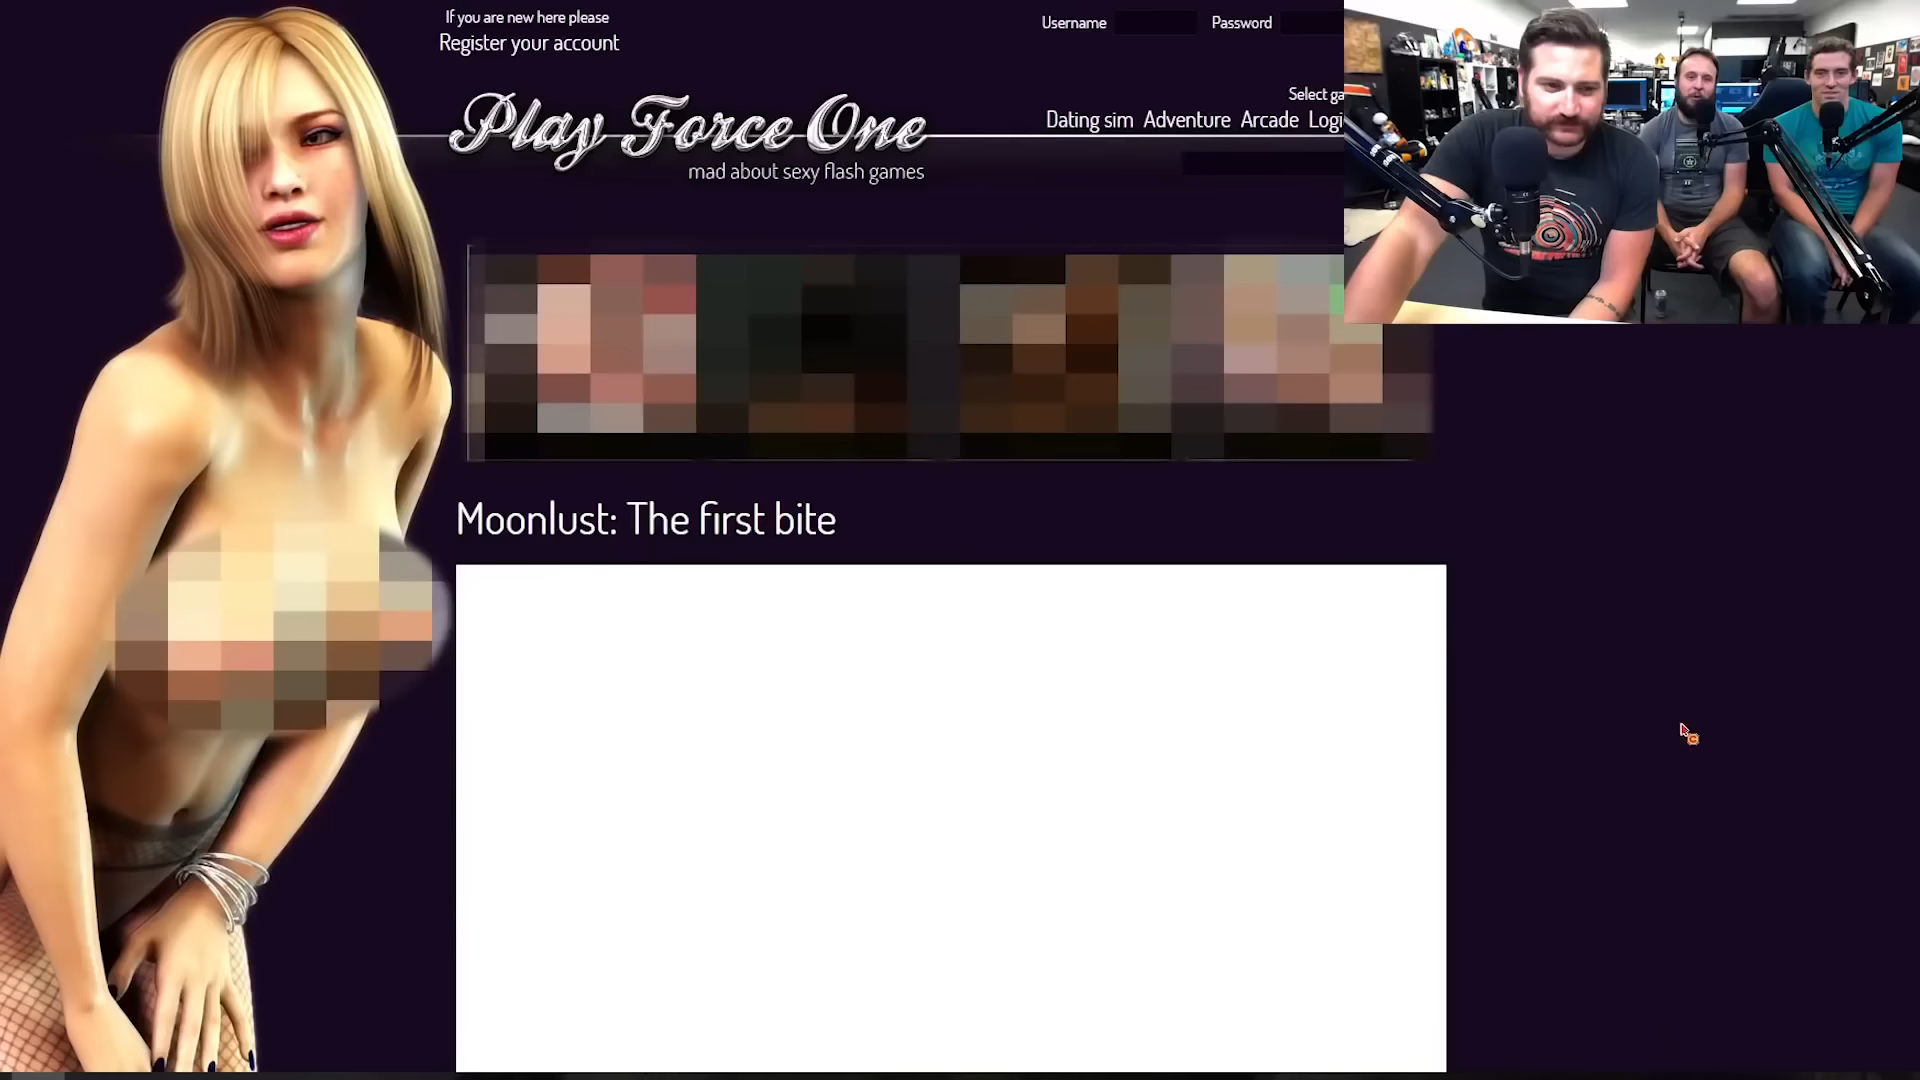 If you are new here please
Register your account
Username
Password
Play Force One
mad about sexy flash games
Select
Dating sim Adventure Arcade
Moonlust: The first bite